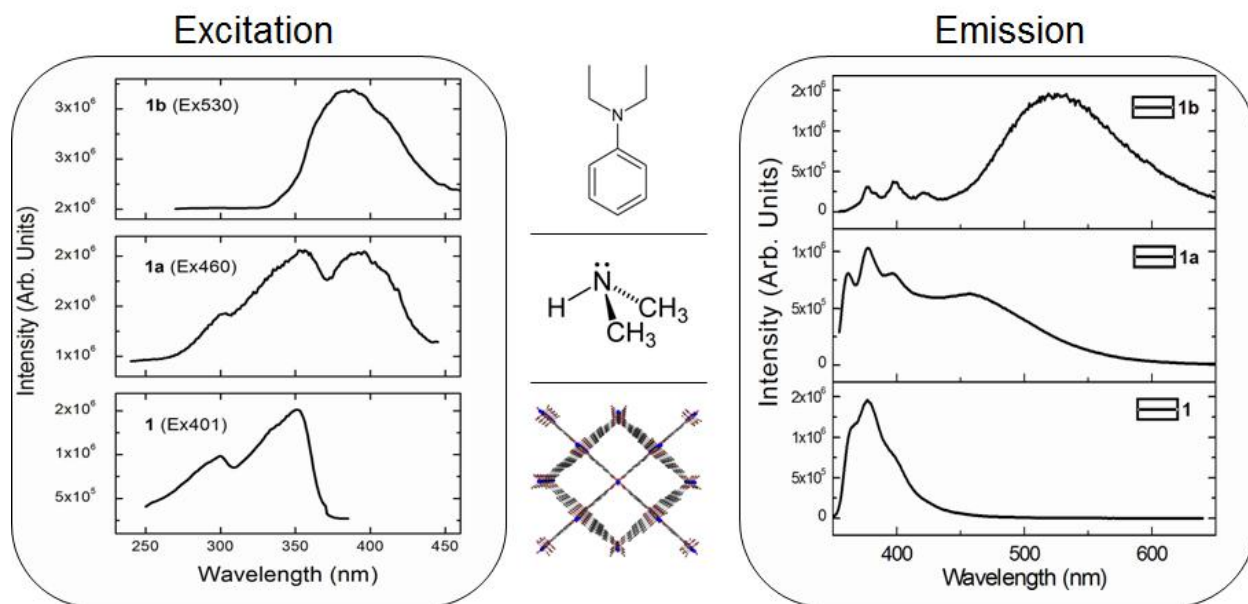 Excitation
Emission
Intensity (Arb. Units)
1b (Ex530)
3x10⁶
3x10⁶
2x10⁶
1a (Ex460)
2x10⁶
2x10⁶
1x10⁶
1 (Ex401)
2x10⁶
1x10⁶
5x10⁵
250 300 350 400 450
Wavelength (nm)
N
N
H
CH₃
CH₃
Intensity (Arb. Units)
1b
2x10⁶
1x10⁶
5x10⁵
0
1a
1x10⁶
5x10⁵
0
1
2x10⁶
1x10⁶
5x10⁵
0
400 500 600
Wavelength (nm)